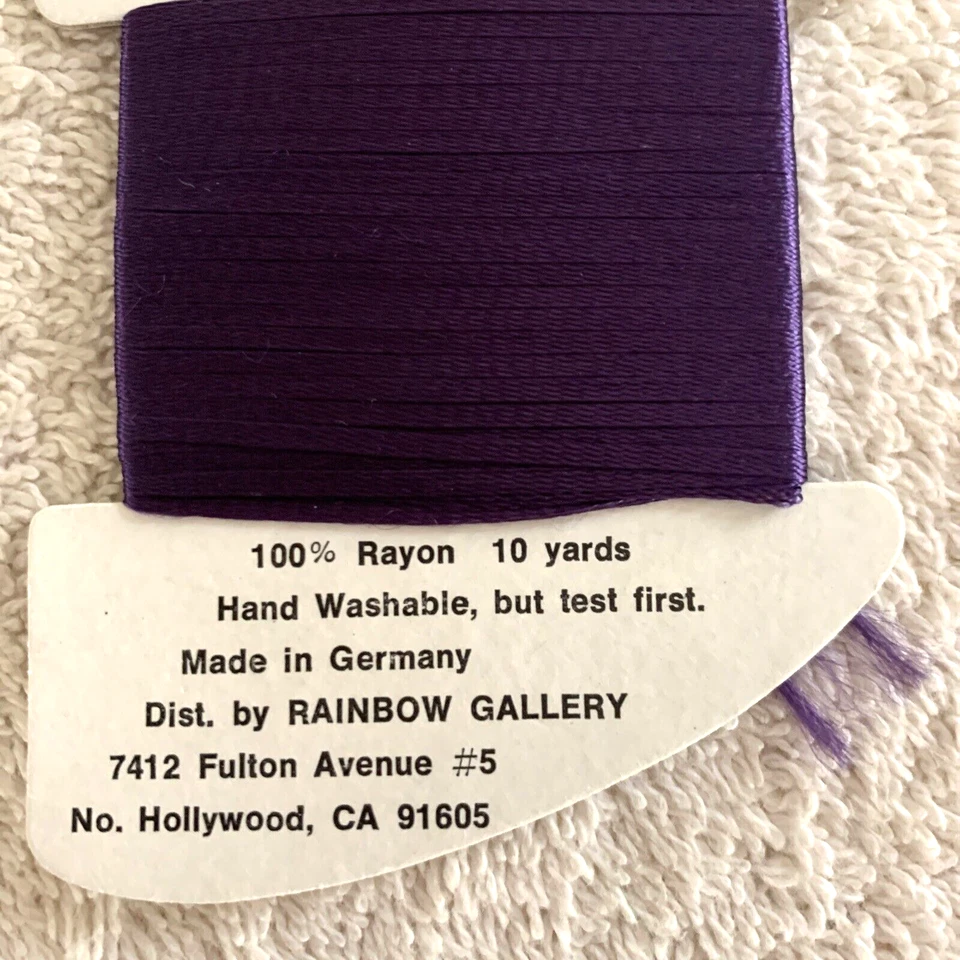 100% Rayon 10 yards
Hand Washable, but test first.
Made in Germany
Dist. by RAINBOW GALLERY
7412 Fulton Avenue #5
No. Hollywood, CA 91605